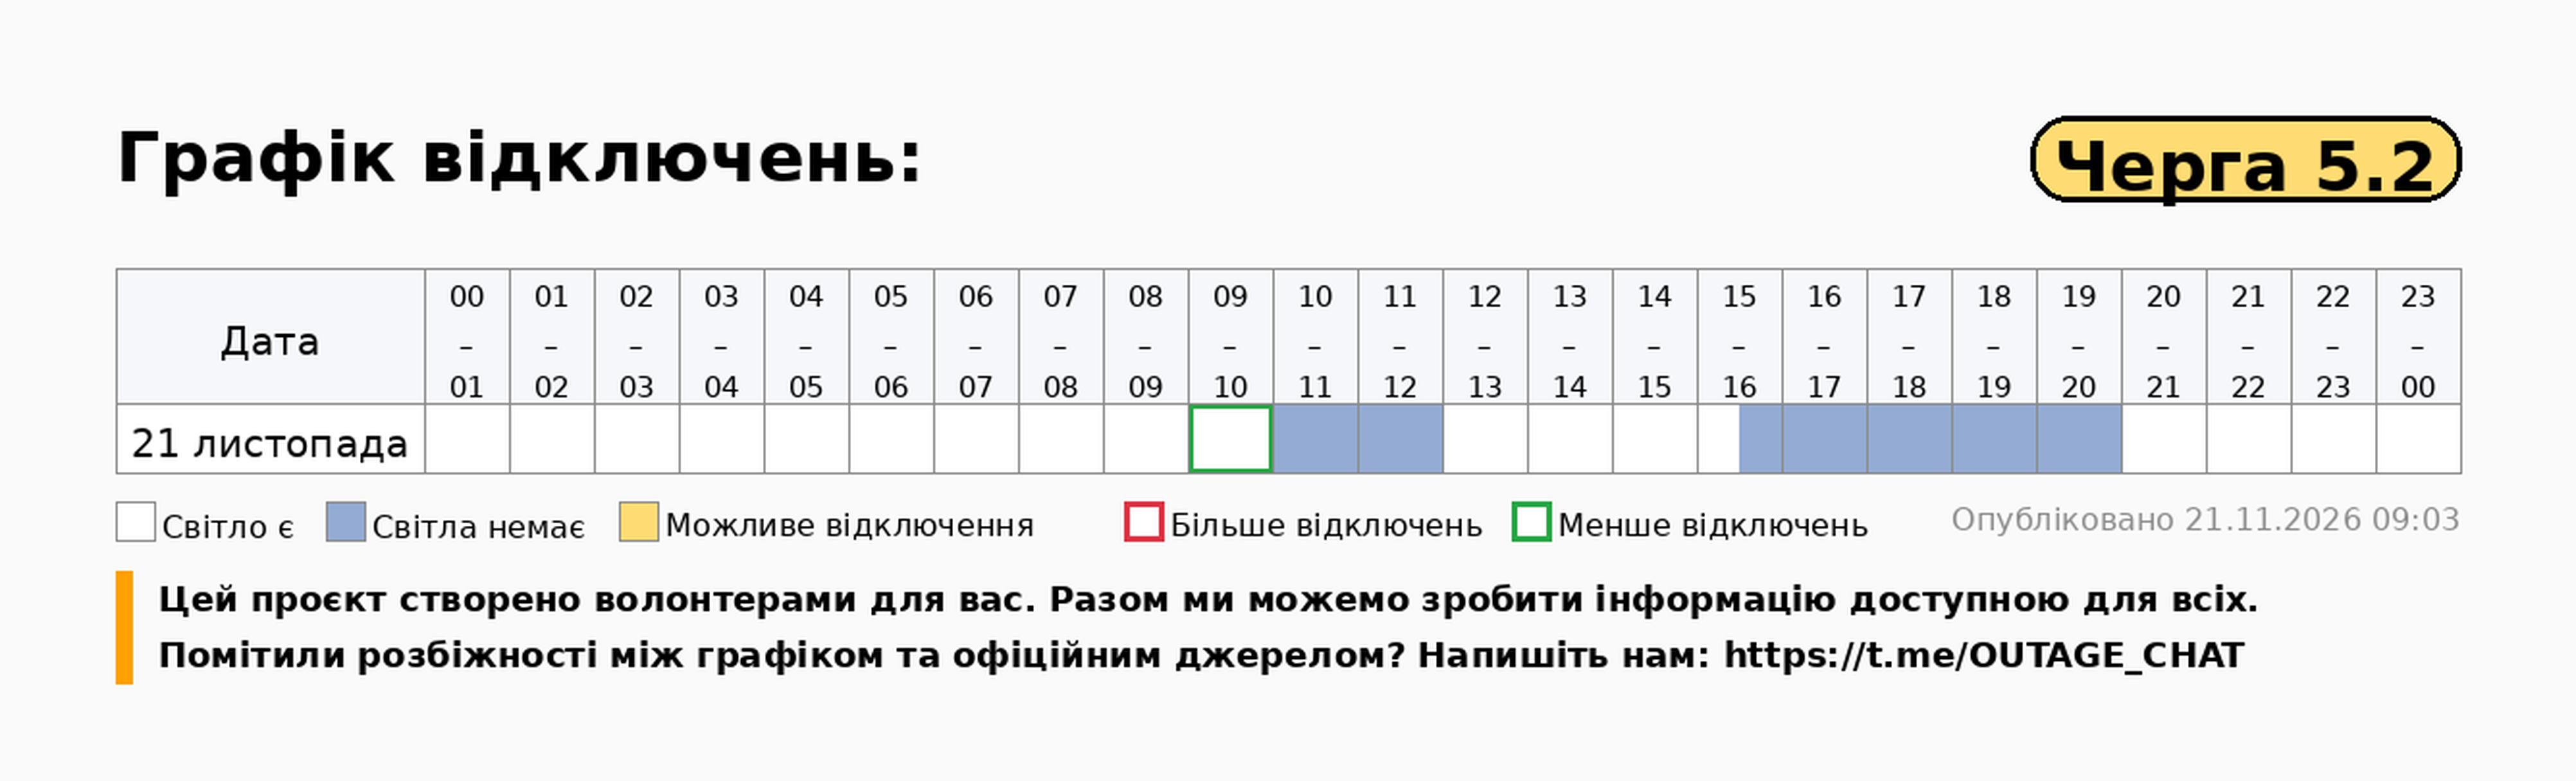 Графік відключень:
Черга 5.2
Дата
00 – 01
01 – 02
02 – 03
03 – 04
04 – 05
05 – 06
06 – 07
07 – 08
08 – 09
09 – 10
10 – 11
11 – 12
12 – 13
13 – 14
14 – 15
15 – 16
16 – 17
17 – 18
18 – 19
19 – 20
20 – 21
21 – 22
22 – 23
23 – 00
21 листопада
Світло є
Світла немає
Можливе відключення
Більше відключень
Менше відключень
Опубліковано 21.11.2026 09:03
Цей проєкт створено волонтерами для вас. Разом ми можемо зробити інформацію доступною для всіх.
Помітили розбіжності між графіком та офіційним джерелом? Напишіть нам: https://t.me/OUTAGE_CHAT